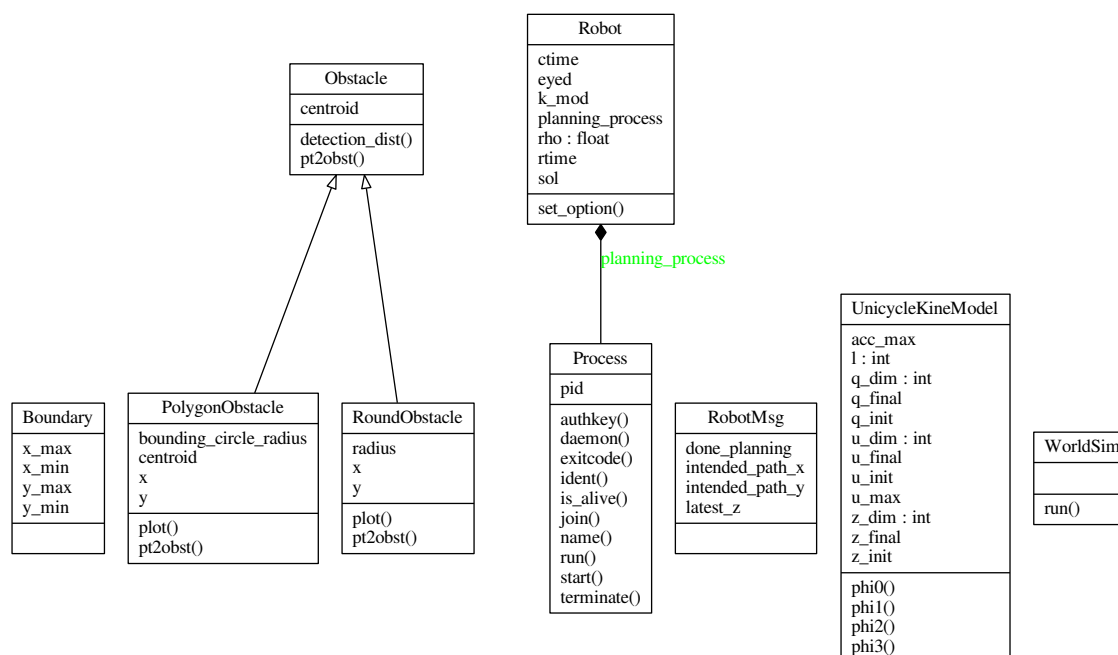 Robot
ctime
eyed
k_mod
planning_process
rho : float
rtime
sol
set_option()
Obstacle
centroid
detection_dist()
pt2obst()
planning_process
Boundary
x_max
x_min
y_max
y_min
PolygonObstacle
bounding_circle_radius
centroid
x
y
plot()
pt2obst()
RoundObstacle
radius
x
y
plot()
pt2obst()
Process
pid
authkey()
daemon()
exitcode()
ident()
is_alive()
join()
name()
run()
start()
terminate()
RobotMsg
done_planning
intended_path_x
intended_path_y
latest_z
UnicycleKineModel
acc_max
l : int
q_dim : int
q_final
q_init
u_dim : int
u_final
u_init
u_max
z_dim : int
z_final
z_init
phi0()
phi1()
phi2()
phi3()
WorldSim
run()